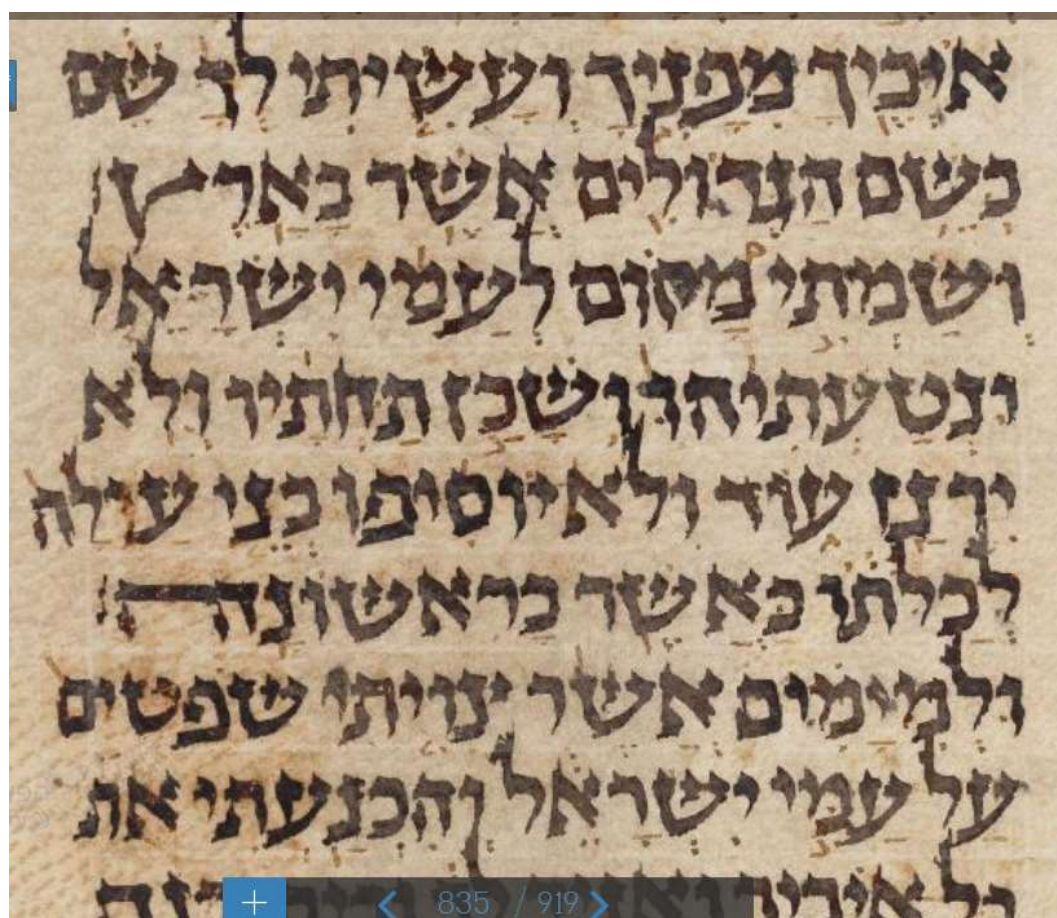 איביך מפניך ועשיתי לך שם
כשם הגדולים אשר בארץ׃
ושמתי מקום לעמי ישראל
ונטעתיהו ושכן תחתיו ולא
ירגז עוד ולא יוסיפו בני עולה
לבלתו כאשר בראשונה׃
ולמימים אשר צויתי שפטים
על עמי ישראל והכנעתי את
+ < 835 / 919 >